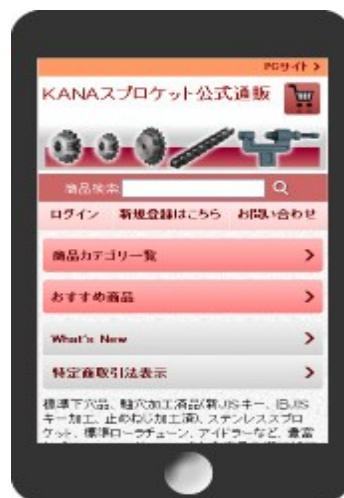 PCサイト >
KANAスプロケット公式通販
商品検索
ログイン 新規登録はこちら お問い合わせ
商品カテゴリ一覧
おすすめ商品
What's New
特定商取引法表示
標準下穴品、軸穴加工済品(新JISキー、旧JIS
キー加工、止めねじ加工済)、ステンレススプロ
ケット、標準ローラチェーン、アイドラーなど、豊富